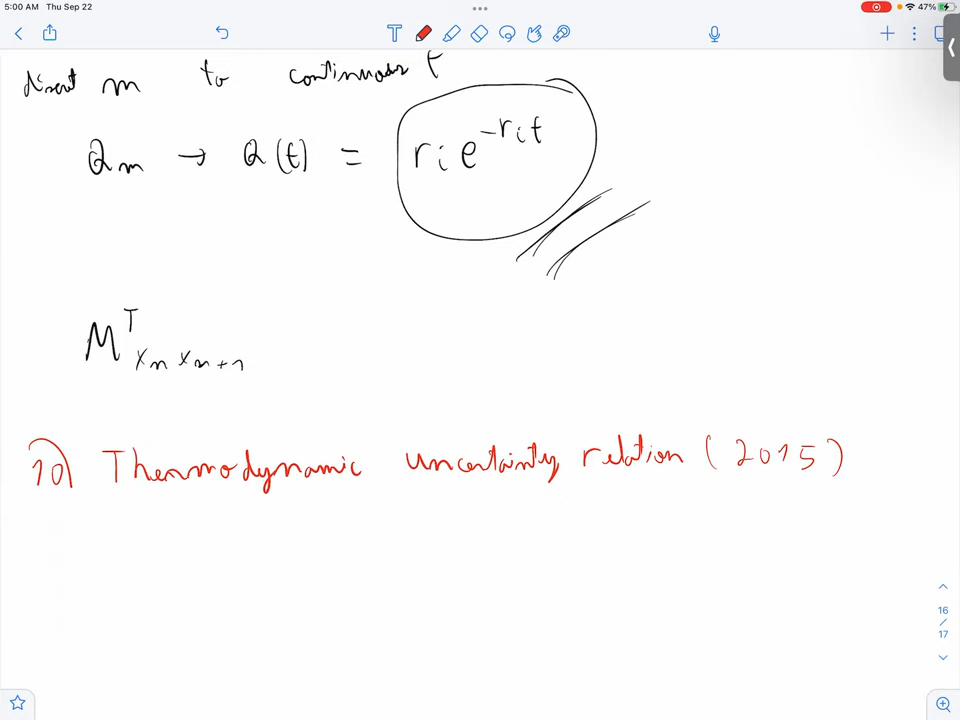 5:00 AM Thu Sep 22
47%
m to continuous t
Q_m → Q(t) = r_i e^{-r_i t}
M^T_{x_n x_{n+1}}
10) Thermodynamic uncertainty relation (2015)
16
/
17